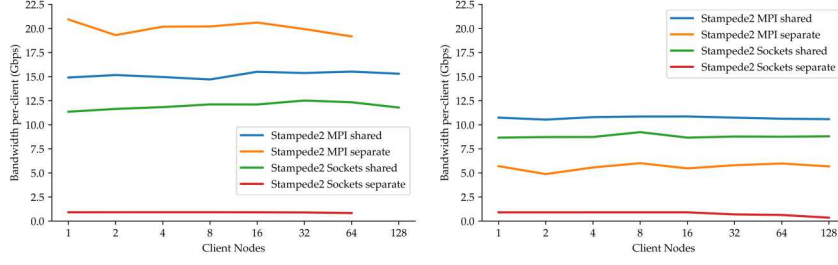 22.5
20.0
17.5
15.0
12.5
10.0
7.5
5.0
2.5
0.0
Bandwidth per-client (Gbps)
Stampede2 MPI shared
Stampede2 MPI separate
Stampede2 Sockets shared
Stampede2 Sockets separate
1 2 4 8 16 32 64 128
Client Nodes
22.5
20.0
17.5
15.0
12.5
10.0
7.5
5.0
2.5
0.0
Bandwidth per-client (Gbps)
Stampede2 MPI shared
Stampede2 MPI separate
Stampede2 Sockets shared
Stampede2 Sockets separate
1 2 4 8 16 32 64 128
Client Nodes